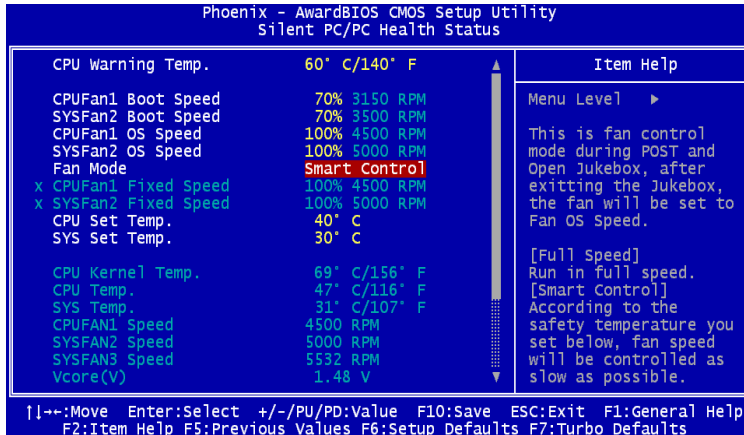 Phoenix - AwardBIOS CMOS Setup Utility
Silent PC/PC Health Status
CPU Warning Temp. 60° C/140° F
CPUFan1 Boot Speed 70% 3150 RPM
SYSFan2 Boot Speed 70% 3500 RPM
CPUFan1 OS Speed 100% 4500 RPM
SYSFan2 OS Speed 100% 5000 RPM
Fan Mode Smart Control
x CPUFan1 Fixed Speed 100% 4500 RPM
x SYSFan2 Fixed Speed 100% 5000 RPM
CPU Set Temp. 40° C
SYS Set Temp. 30° C
CPU Kernel Temp. 69° C/156° F
CPU Temp. 47° C/116° F
SYS Temp. 31° C/107° F
CPUFAN1 Speed 4500 RPM
SYSFAN2 Speed 5000 RPM
SYSFAN3 Speed 5532 RPM
Vcore(V) 1.48 V
Item Help
Menu Level ▶
This is fan control
mode during POST and
Open Jukebox, after
exitting the Jukebox,
the fan will be set to
Fan OS Speed.
[Full Speed]
Run in full speed.
[Smart Control]
According to the
safety temperature you
set below, fan speed
will be controlled as
slow as possible.
↑↓→←:Move Enter:Select +/-/PU/PD:Value F10:Save ESC:Exit F1:General Help
F2:Item Help F5:Previous Values F6:Setup Defaults F7:Turbo Defaults